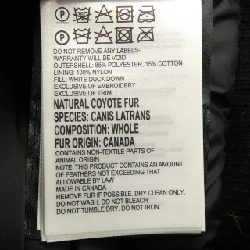 DO NOT REMOVE ANY LABELS-
WARRANTY WILL BE VOID
OUTERSHELL: 85% POLYESTER, 15% COTTON
LINING: 100% NYLON
FILL: WHITE DUCK DOWN
EXCLUSIVE OF EMBROIDERY
EXCLUSIVE OF TRIM
NATURAL COYOTE FUR
SPECIES: CANIS LATRANS
COMPOSITION: WHOLE
FUR ORIGIN: CANADA
CONTAINS NON-TEXTILE PARTS OF
ANIMAL ORIGIN
NOTE: THIS PRODUCT CONTAINS AN AMOUNT
OF FEATHERS NOT EXCEEDING THAT
ALLOWABLE BY LAW
MADE IN CANADA
REMOVE FUR IF POSSIBLE. DRY CLEAN ONLY.
DO NOT WASH. DO NOT BLEACH
DO NOT TUMBLE DRY. DO NOT IRON.